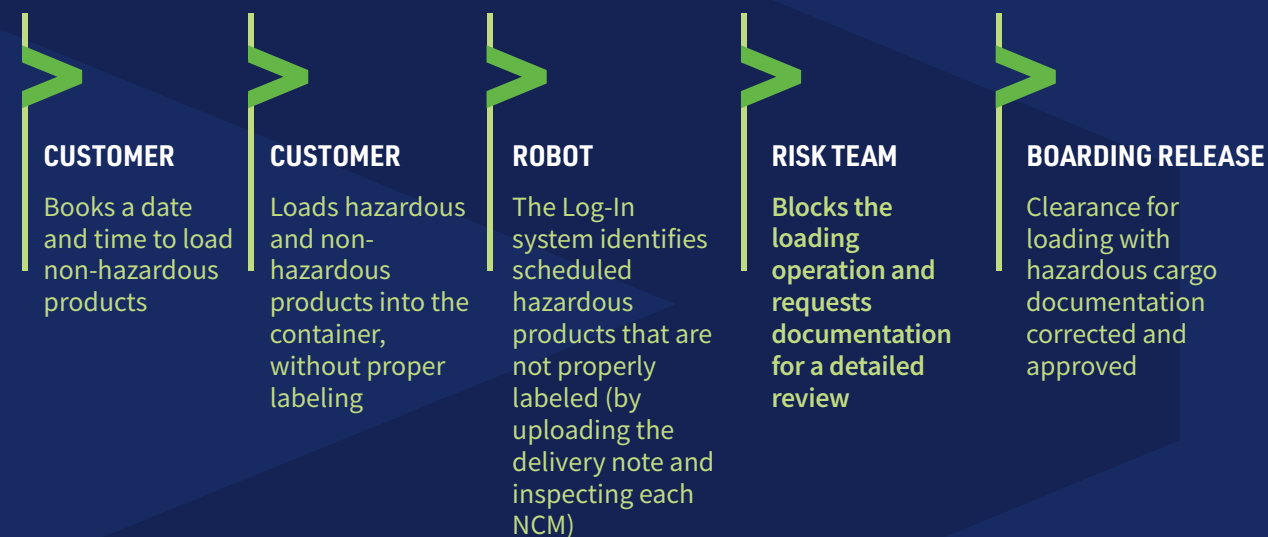 CUSTOMER
Books a date
and time to load
non-hazardous
products
CUSTOMER
Loads hazardous
and non-
hazardous
products into the
container,
without proper
labeling
ROBOT
The Log-In
system identifies
scheduled
hazardous
products that are
not properly
labeled (by
uploading the
delivery note and
inspecting each
NCM)
RISK TEAM
Blocks the
loading
operation and
requests
documentation
for a detailed
review
BOARDING RELEASE
Clearance for
loading with
hazardous cargo
documentation
corrected and
approved